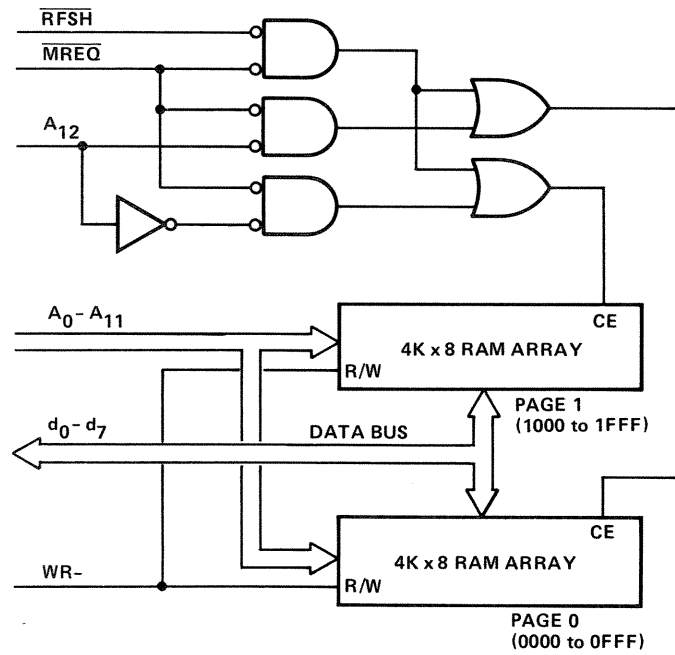 RFSH
MREQ
A12
A0 - A11
CE
4K x 8 RAM ARRAY
R/W
PAGE 1
(1000 to 1FFF)
d0 - d7
DATA BUS
CE
4K x 8 RAM ARRAY
WR-
R/W
PAGE 0
(0000 to 0FFF)